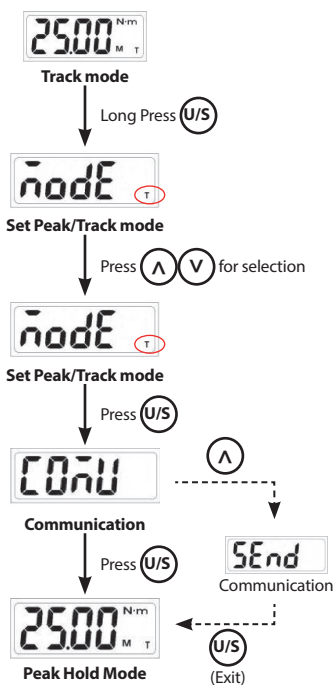 25.00 N·m M T
Track mode
Long Press U/S
modE T
Set Peak/Track mode
Press ∧ ∨ for selection
modE T
Set Peak/Track mode
Press U/S
∧
COmU
Communication
SEnd
Communication
Press U/S
25.00 N·m M T
U/S
Peak Hold Mode
(Exit)